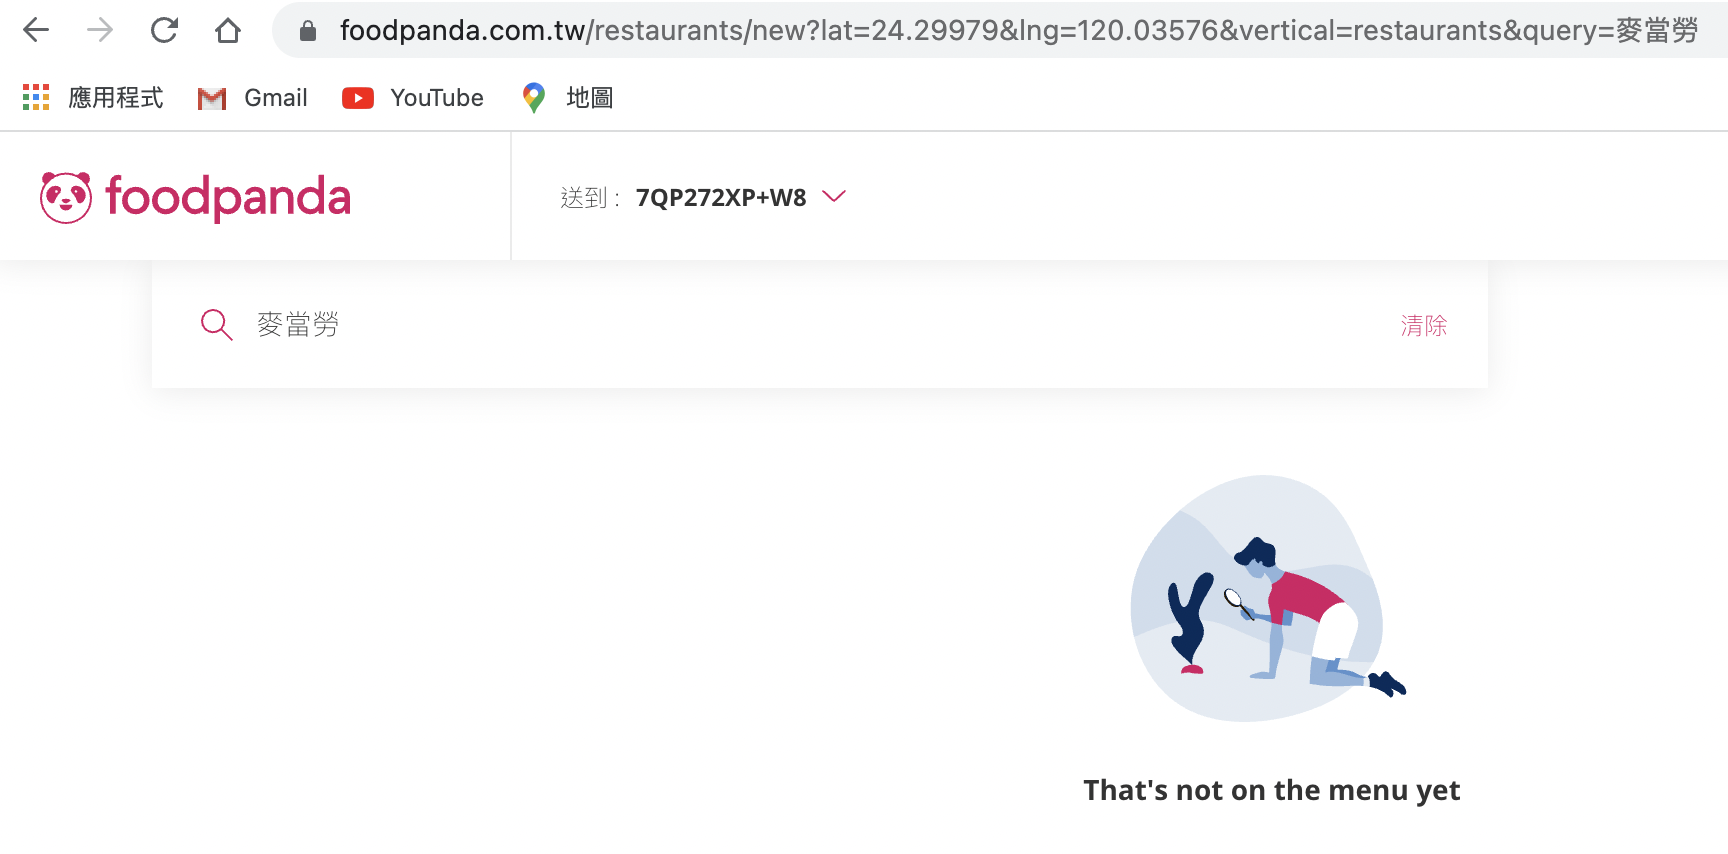 foodpanda.com.tw/restaurants/new?lat=24.29979&lng=120.03576&vertical=restaurants&query=麥當勞
應用程式 Gmail YouTube 地圖
foodpanda 送到 : 7QP272XP+W8
麥當勞 清除
That's not on the menu yet